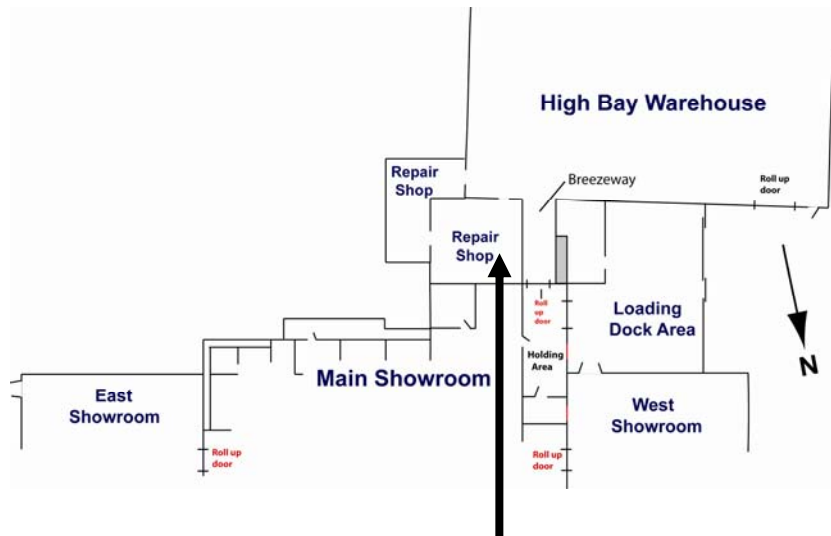 High Bay Warehouse
Repair
Shop
Breezeway
Roll up
door
Repair
Shop
Roll
up
door
Loading
Dock Area
N
Holding
Area
Main Showroom
East
Showroom
West
Showroom
Roll up
door
Roll up
door